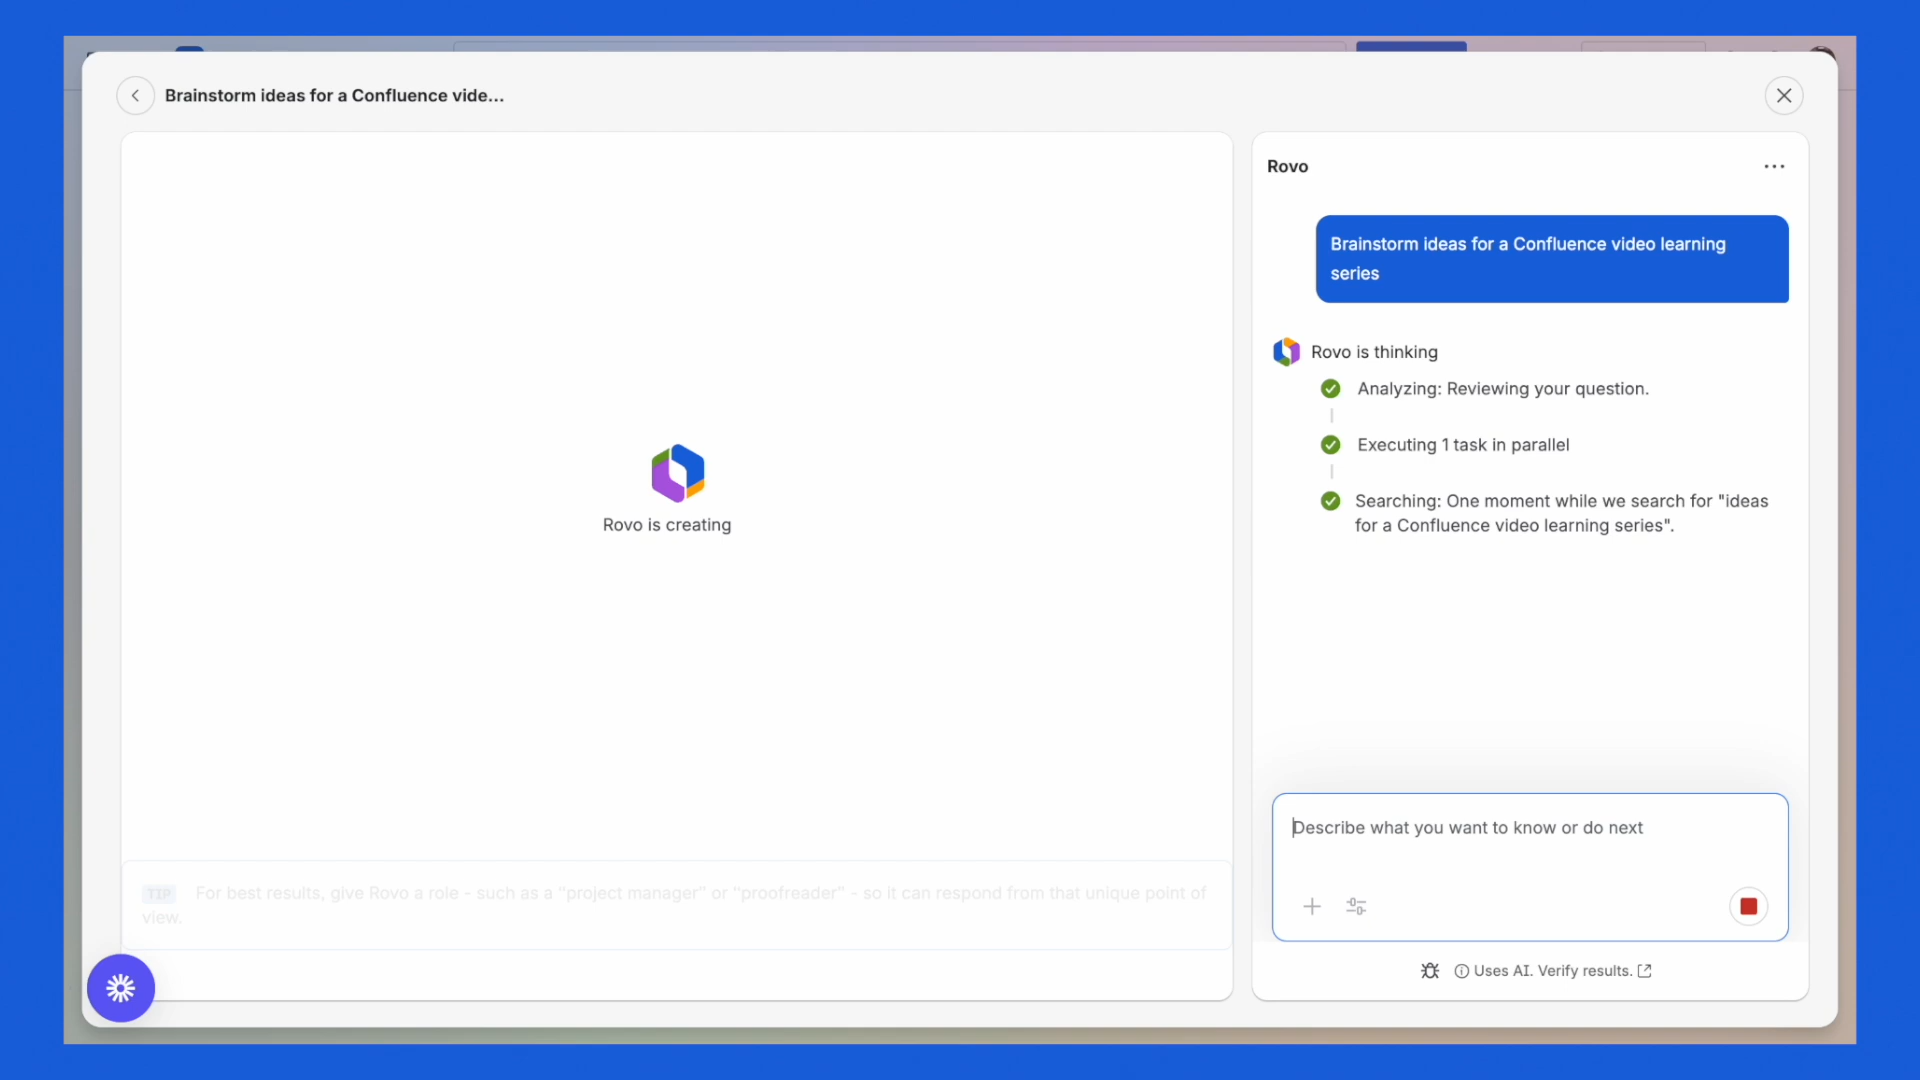 Brainstorm ideas for a Confluence vide...
Rovo
Brainstorm ideas for a Confluence video learning
series
Rovo is thinking
Analyzing: Reviewing your question.
Executing 1 task in parallel
Searching: One moment while we search for "ideas
for a Confluence video learning series".
Rovo is creating
TIP For best results, give Rovo a role - such as a “project manager” or “proofreader” - so it can respond from that unique point of
view.
Describe what you want to know or do next
Uses AI. Verify results.